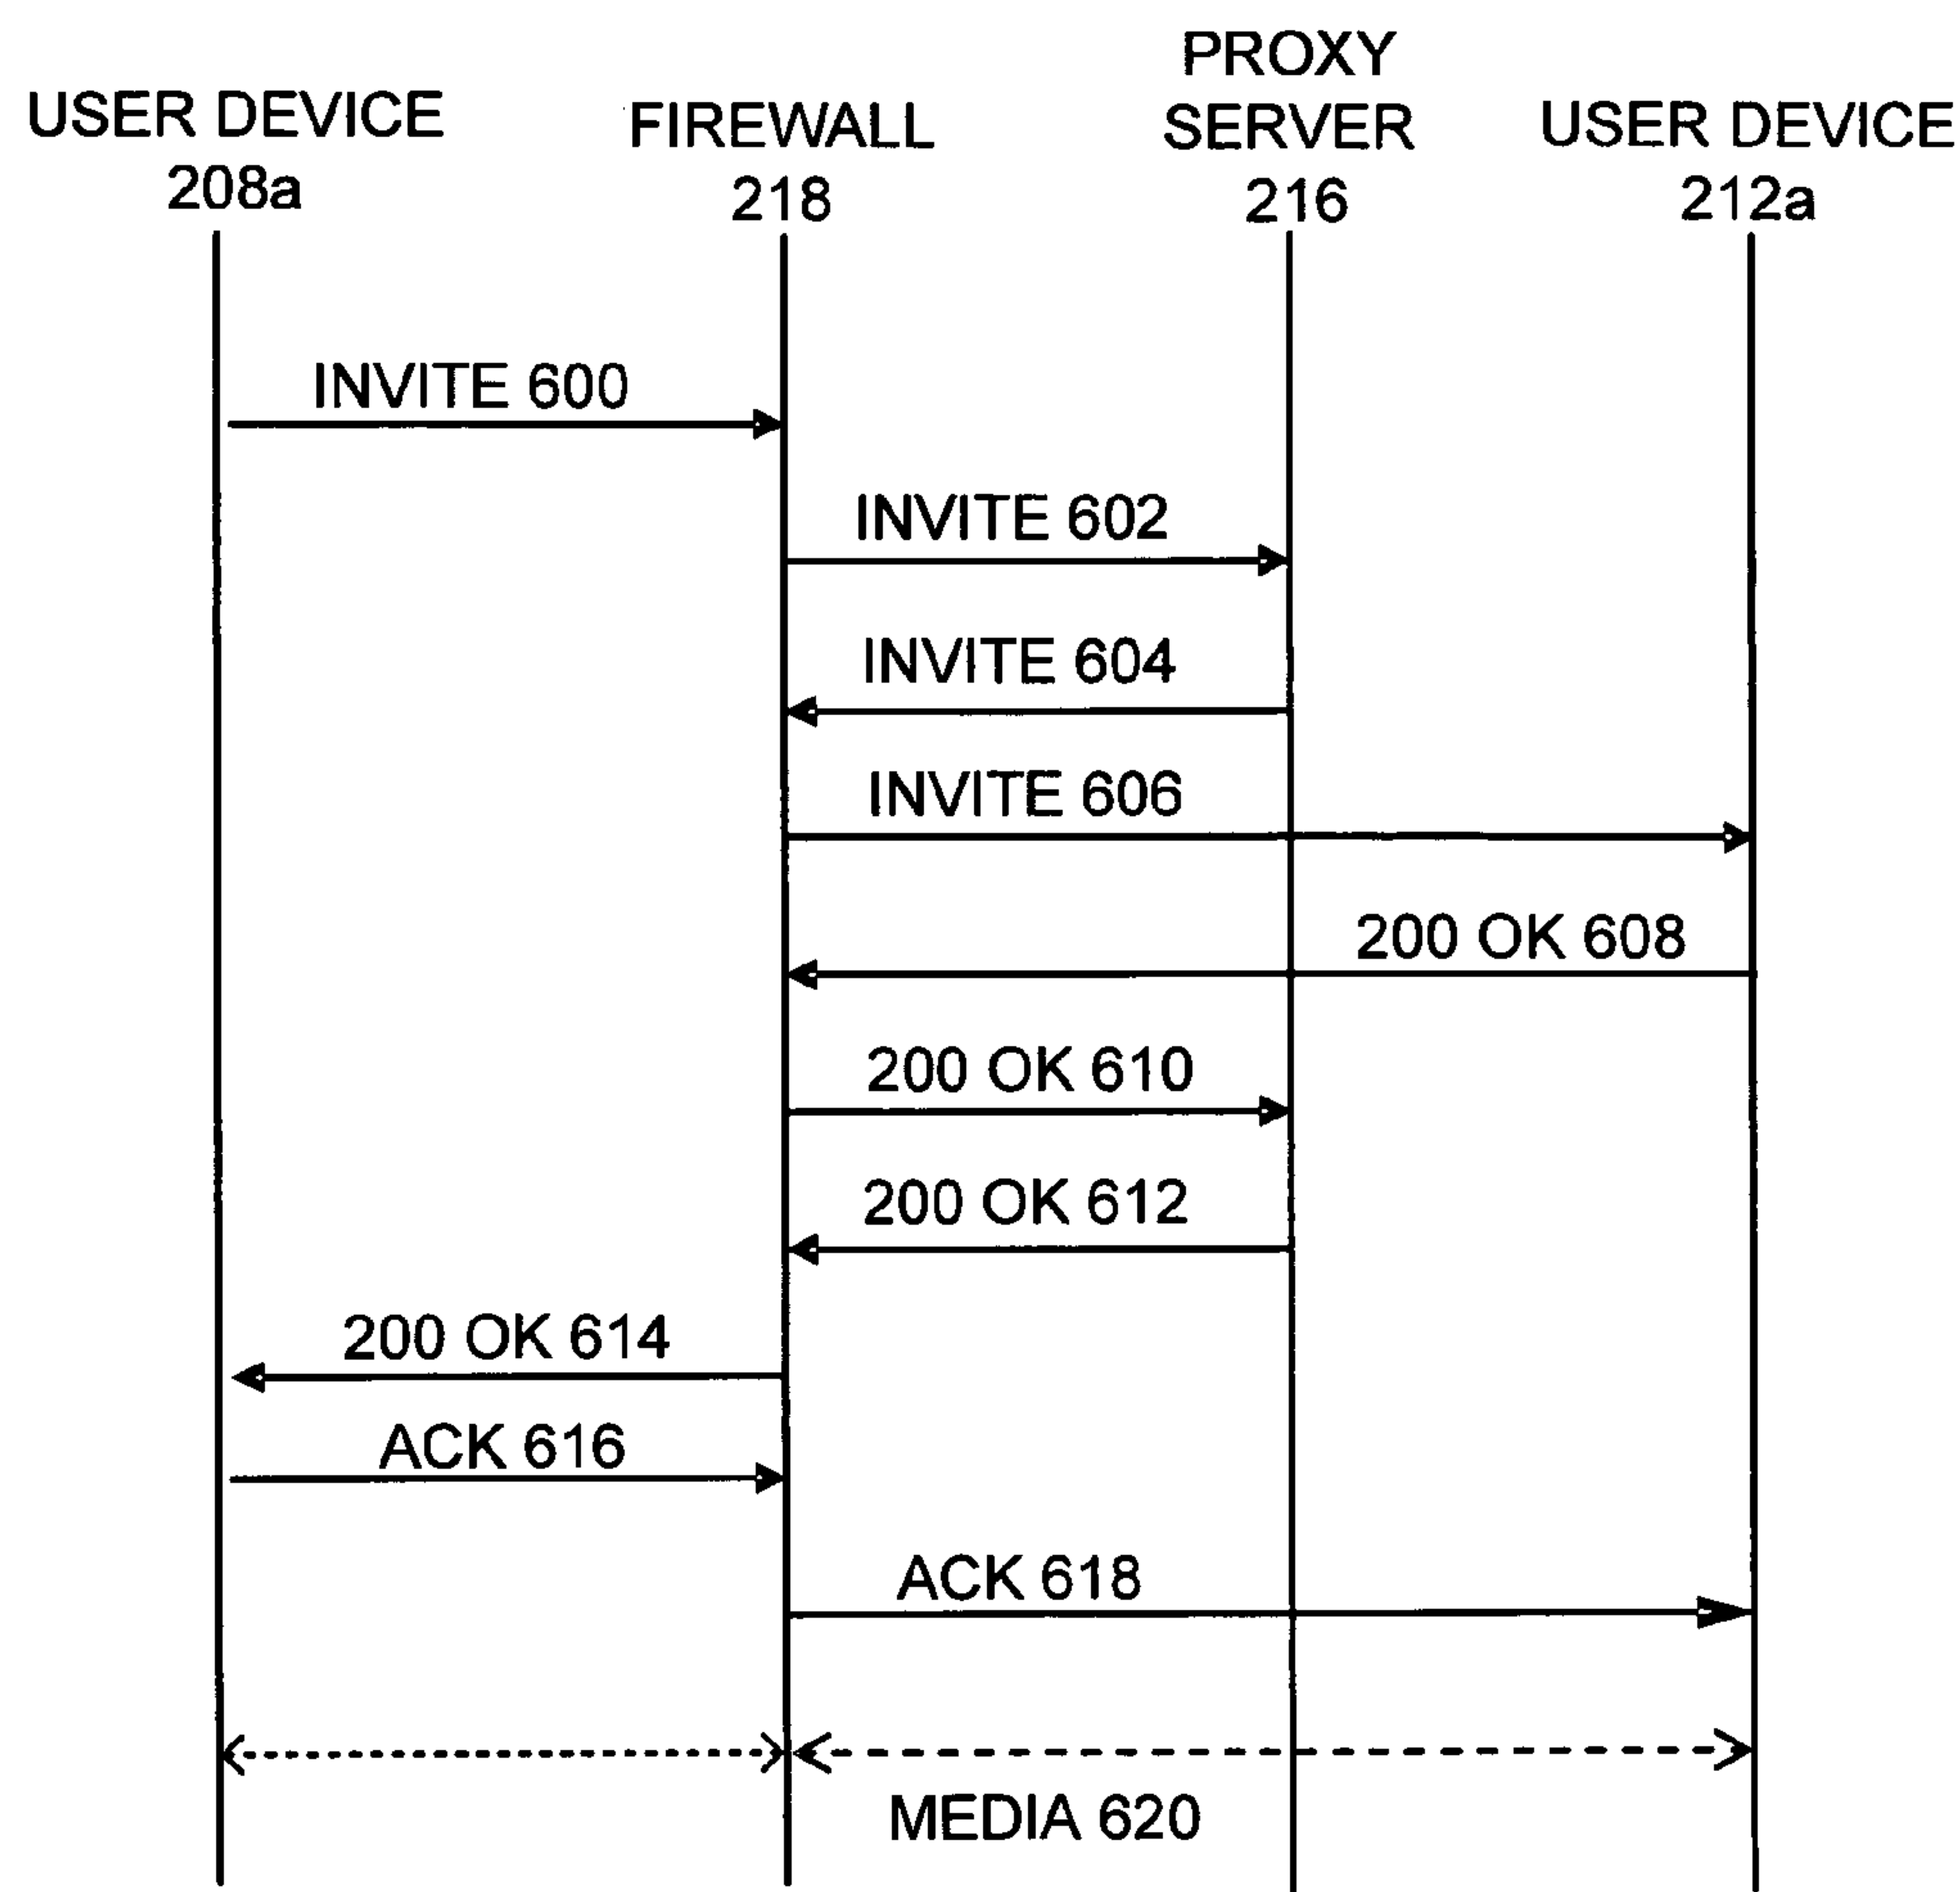 USER DEVICE
208a
FIREWALL
218
PROXY
SERVER
216
USER DEVICE
212a
INVITE 600
INVITE 602
INVITE 604
INVITE 606
200 OK 608
200 OK 610
200 OK 612
200 OK 614
ACK 616
ACK 618
MEDIA 620